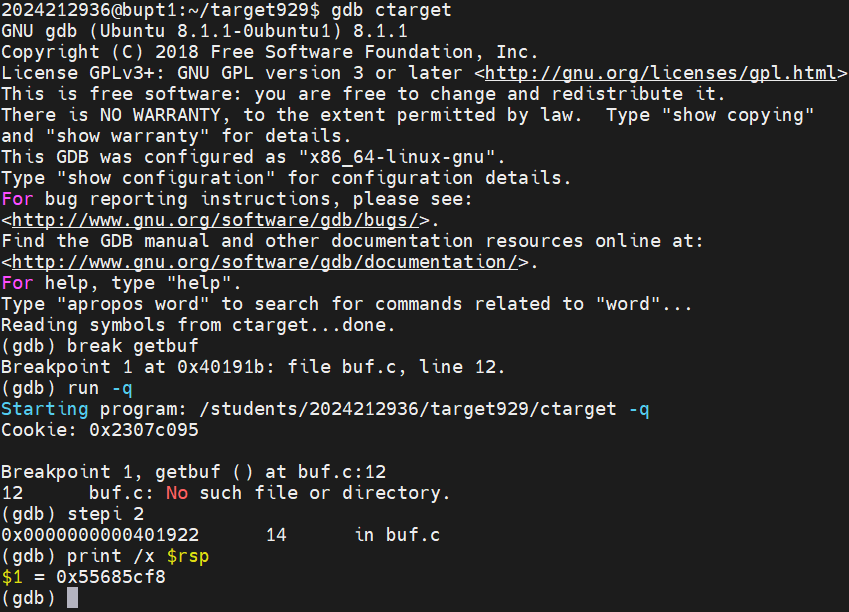 2024212936@bupt1:~/target929$ gdb ctarget
GNU gdb (Ubuntu 8.1.1-0ubuntu1) 8.1.1
Copyright (C) 2018 Free Software Foundation, Inc.
License GPLv3+: GNU GPL version 3 or later <http://gnu.org/licenses/gpl.html>
This is free software: you are free to change and redistribute it.
There is NO WARRANTY, to the extent permitted by law.  Type "show copying"
and "show warranty" for details.
This GDB was configured as "x86_64-linux-gnu".
Type "show configuration" for configuration details.
For bug reporting instructions, please see:
<http://www.gnu.org/software/gdb/bugs/>.
Find the GDB manual and other documentation resources online at:
<http://www.gnu.org/software/gdb/documentation/>.
For help, type "help".
Type "apropos word" to search for commands related to "word"...
Reading symbols from ctarget...done.
(gdb) break getbuf
Breakpoint 1 at 0x40191b: file buf.c, line 12.
(gdb) run -q
Starting program: /students/2024212936/target929/ctarget -q
Cookie: 0x2307c095

Breakpoint 1, getbuf () at buf.c:12
12      buf.c: No such file or directory.
(gdb) stepi 2
0x0000000000401922      14      in buf.c
(gdb) print /x $rsp
$1 = 0x55685cf8
(gdb)